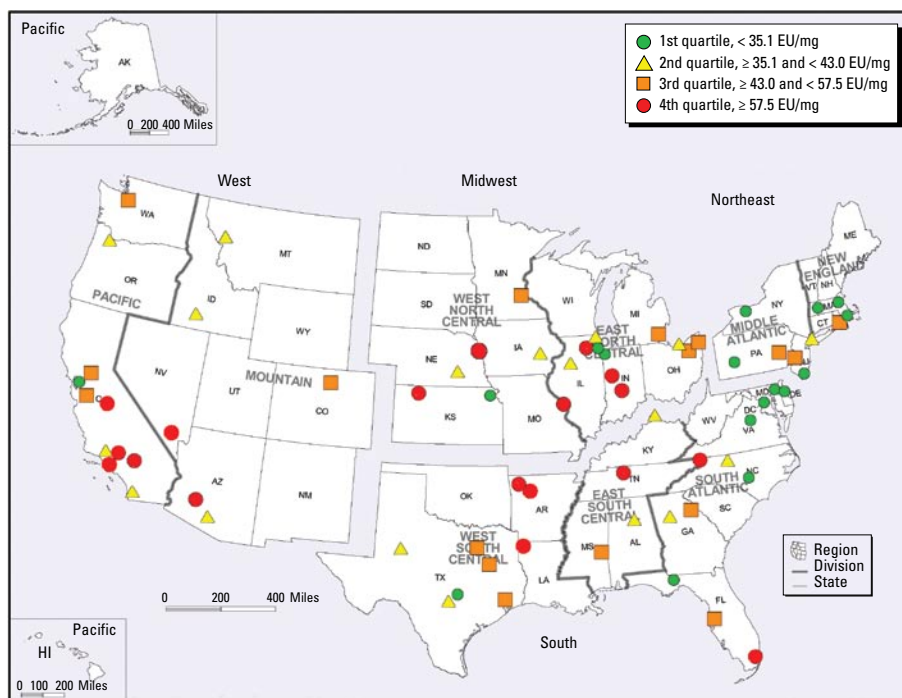 Pacific
AK
0 200 400 Miles
1st quartile, < 35.1 EU/mg
2nd quartile, ≥ 35.1 and < 43.0 EU/mg
3rd quartile, ≥ 43.0 and < 57.5 EU/mg
4th quartile, ≥ 57.5 EU/mg
West
Midwest
Northeast
WA
MT
ND
MN
ME
OR
ID
WY
SD
WI
MI
NY
VT
NH
MA
NEW
ENGLAND
CT
PACIFIC
WEST
NORTH
CENTRAL
EAST
NORTH
CENTRAL
MIDDLE
ATLANTIC
PA
NV
UT
MOUNTAIN
CO
NE
IA
IL
IN
OH
NJ
C
KS
MO
WV
MD
DE
DC
VA
KY
AZ
NM
OK
AR
TN
NC
SC
SOUTH
ATLANTIC
EAST
SOUTH
CENTRAL
WEST
SOUTH
CENTRAL
TX
LA
MS
AL
GA
FL
Region
Division
State
0 200 400 Miles
South
Pacific
HI
0 100 200 Miles